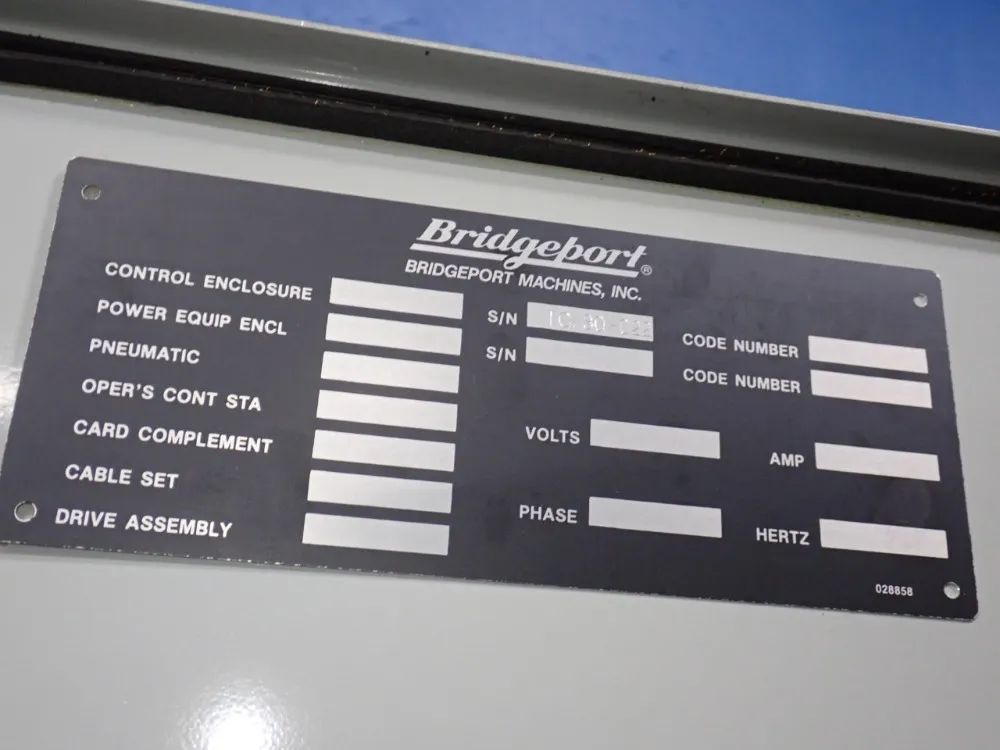 Bridgeport®
BRIDGEPORT MACHINES, INC.
CONTROL ENCLOSURE
POWER EQUIP ENCL
PNEUMATIC
OPER'S CONT STA
CARD COMPLEMENT
CABLE SET
DRIVE ASSEMBLY
S/N
S/N
CODE NUMBER
CODE NUMBER
VOLTS
AMP
PHASE
HERTZ
028858